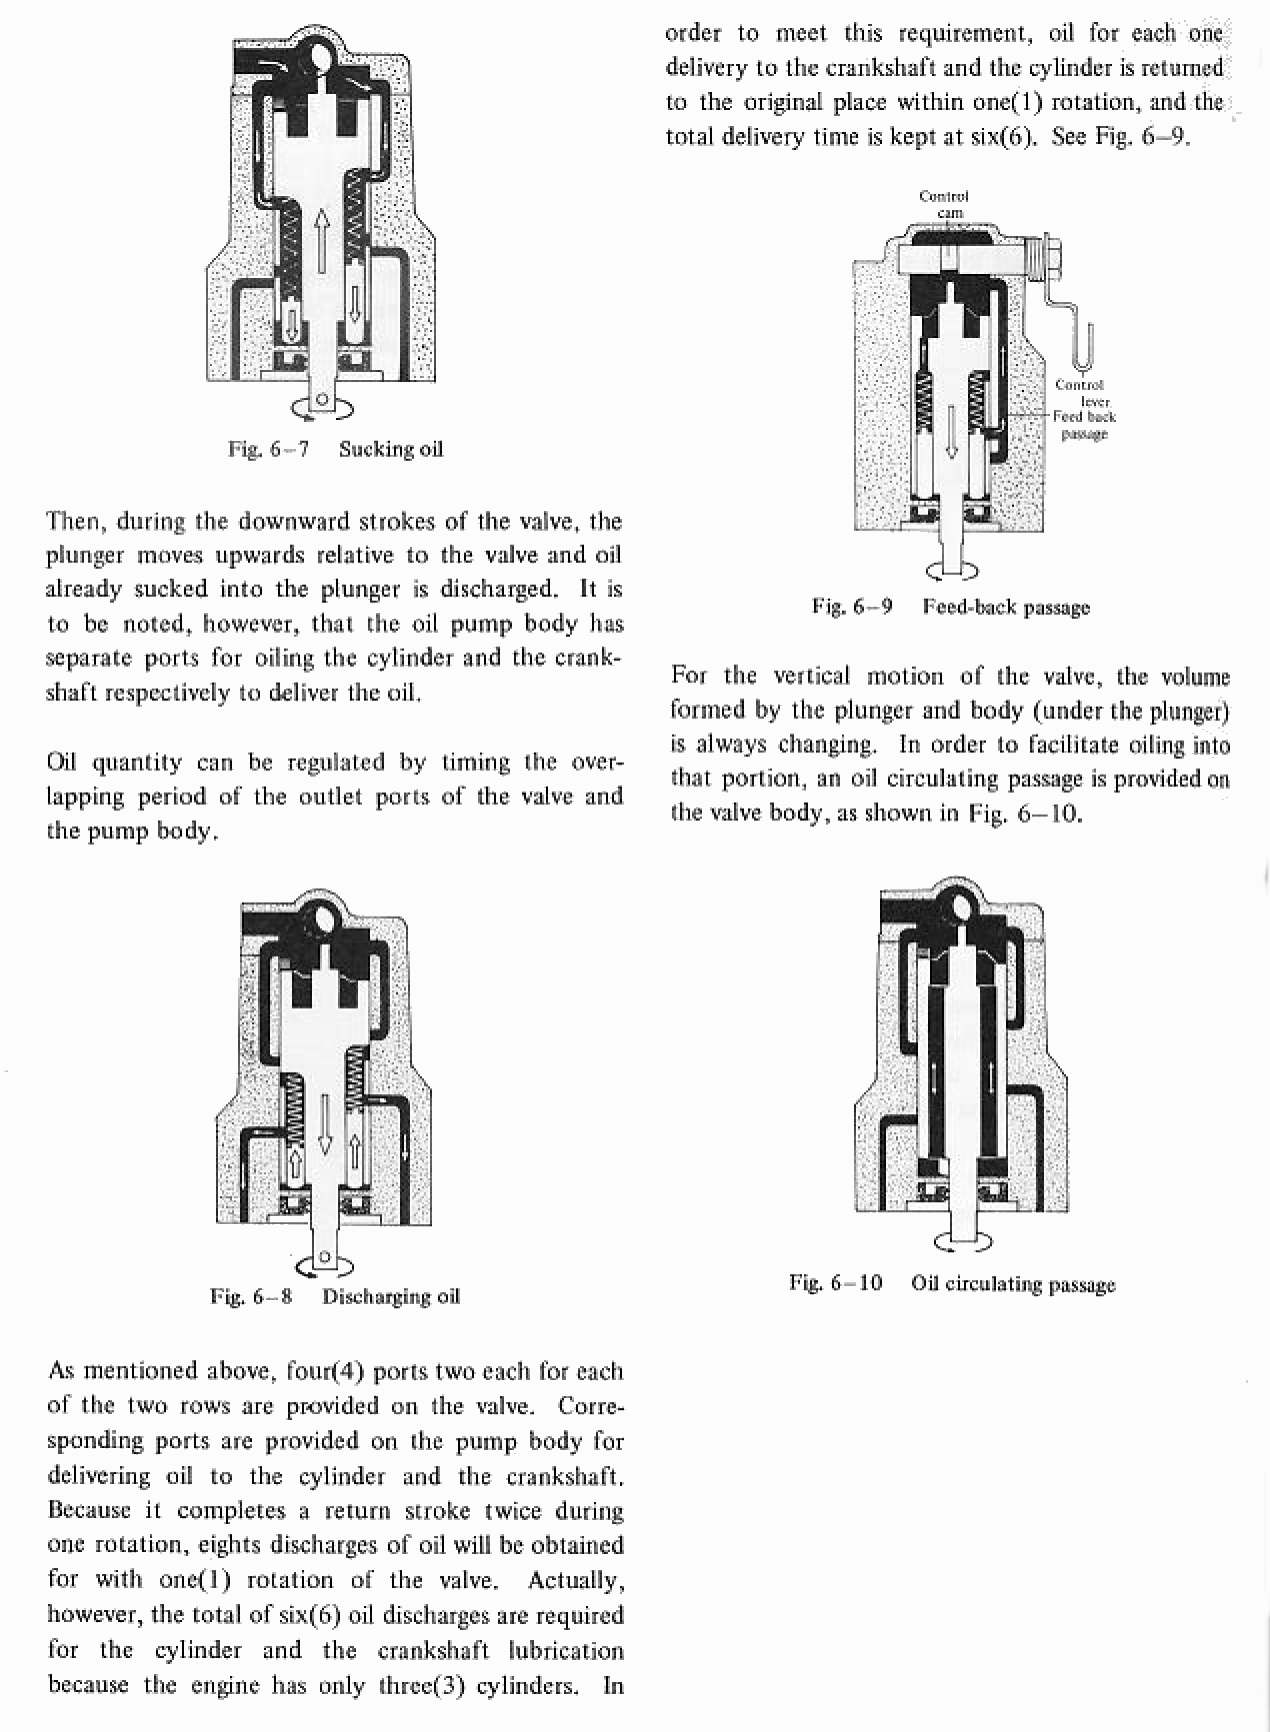 Fig. 6–7 Sucking oil
Then, during the downward strokes of the valve, the
plunger moves upwards relative to the valve and oil
already sucked into the plunger is discharged. It is
to be noted, however, that the oil pump body has
separate ports for oiling the cylinder and the crank-
shaft respectively to deliver the oil.
Oil quantity can be regulated by timing the over-
lapping period of the outlet ports of the valve and
the pump body.
Fig. 6–8 Discharging oil
As mentioned above, four(4) ports two each for each
of the two rows are provided on the valve. Corre-
sponding ports are provided on the pump body for
delivering oil to the cylinder and the crankshaft.
Because it completes a return stroke twice during
one rotation, eights discharges of oil will be obtained
for with one(1) rotation of the valve. Actually,
however, the total of six(6) oil discharges are required
for the cylinder and the crankshaft lubrication
because the engine has only three(3) cylinders. In
order to meet this requirement, oil for each one
delivery to the crankshaft and the cylinder is returned
to the original place within one(1) rotation, and the
total delivery time is kept at six(6). See Fig. 6–9.
Control
cam
Control
lever
Feed back
passage
Fig. 6–9 Feed-back passage
For the vertical motion of the valve, the volume
formed by the plunger and body (under the plunger)
is always changing. In order to facilitate oiling into
that portion, an oil circulating passage is provided on
the valve body, as shown in Fig. 6–10.
Fig. 6–10 Oil circulating passage